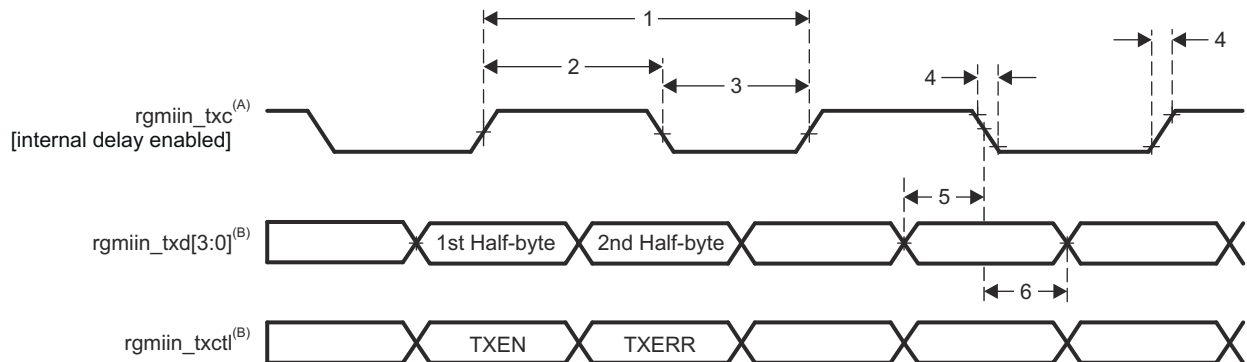 1
4
2
4
3
rgmiin_txc(A)
[internal delay enabled]
5
rgmiin_txd[3:0](B)
1st Half-byte
2nd Half-byte
6
rgmiin_txctl(B)
TXEN
TXERR